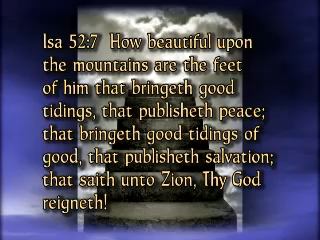 Isa 52:7  How beautiful upon
the mountains are the feet
of him that bringeth good
tidings, that publisheth peace;
that bringeth good tidings of
good, that publisheth salvation;
that saith unto Zion, Thy God
reigneth!